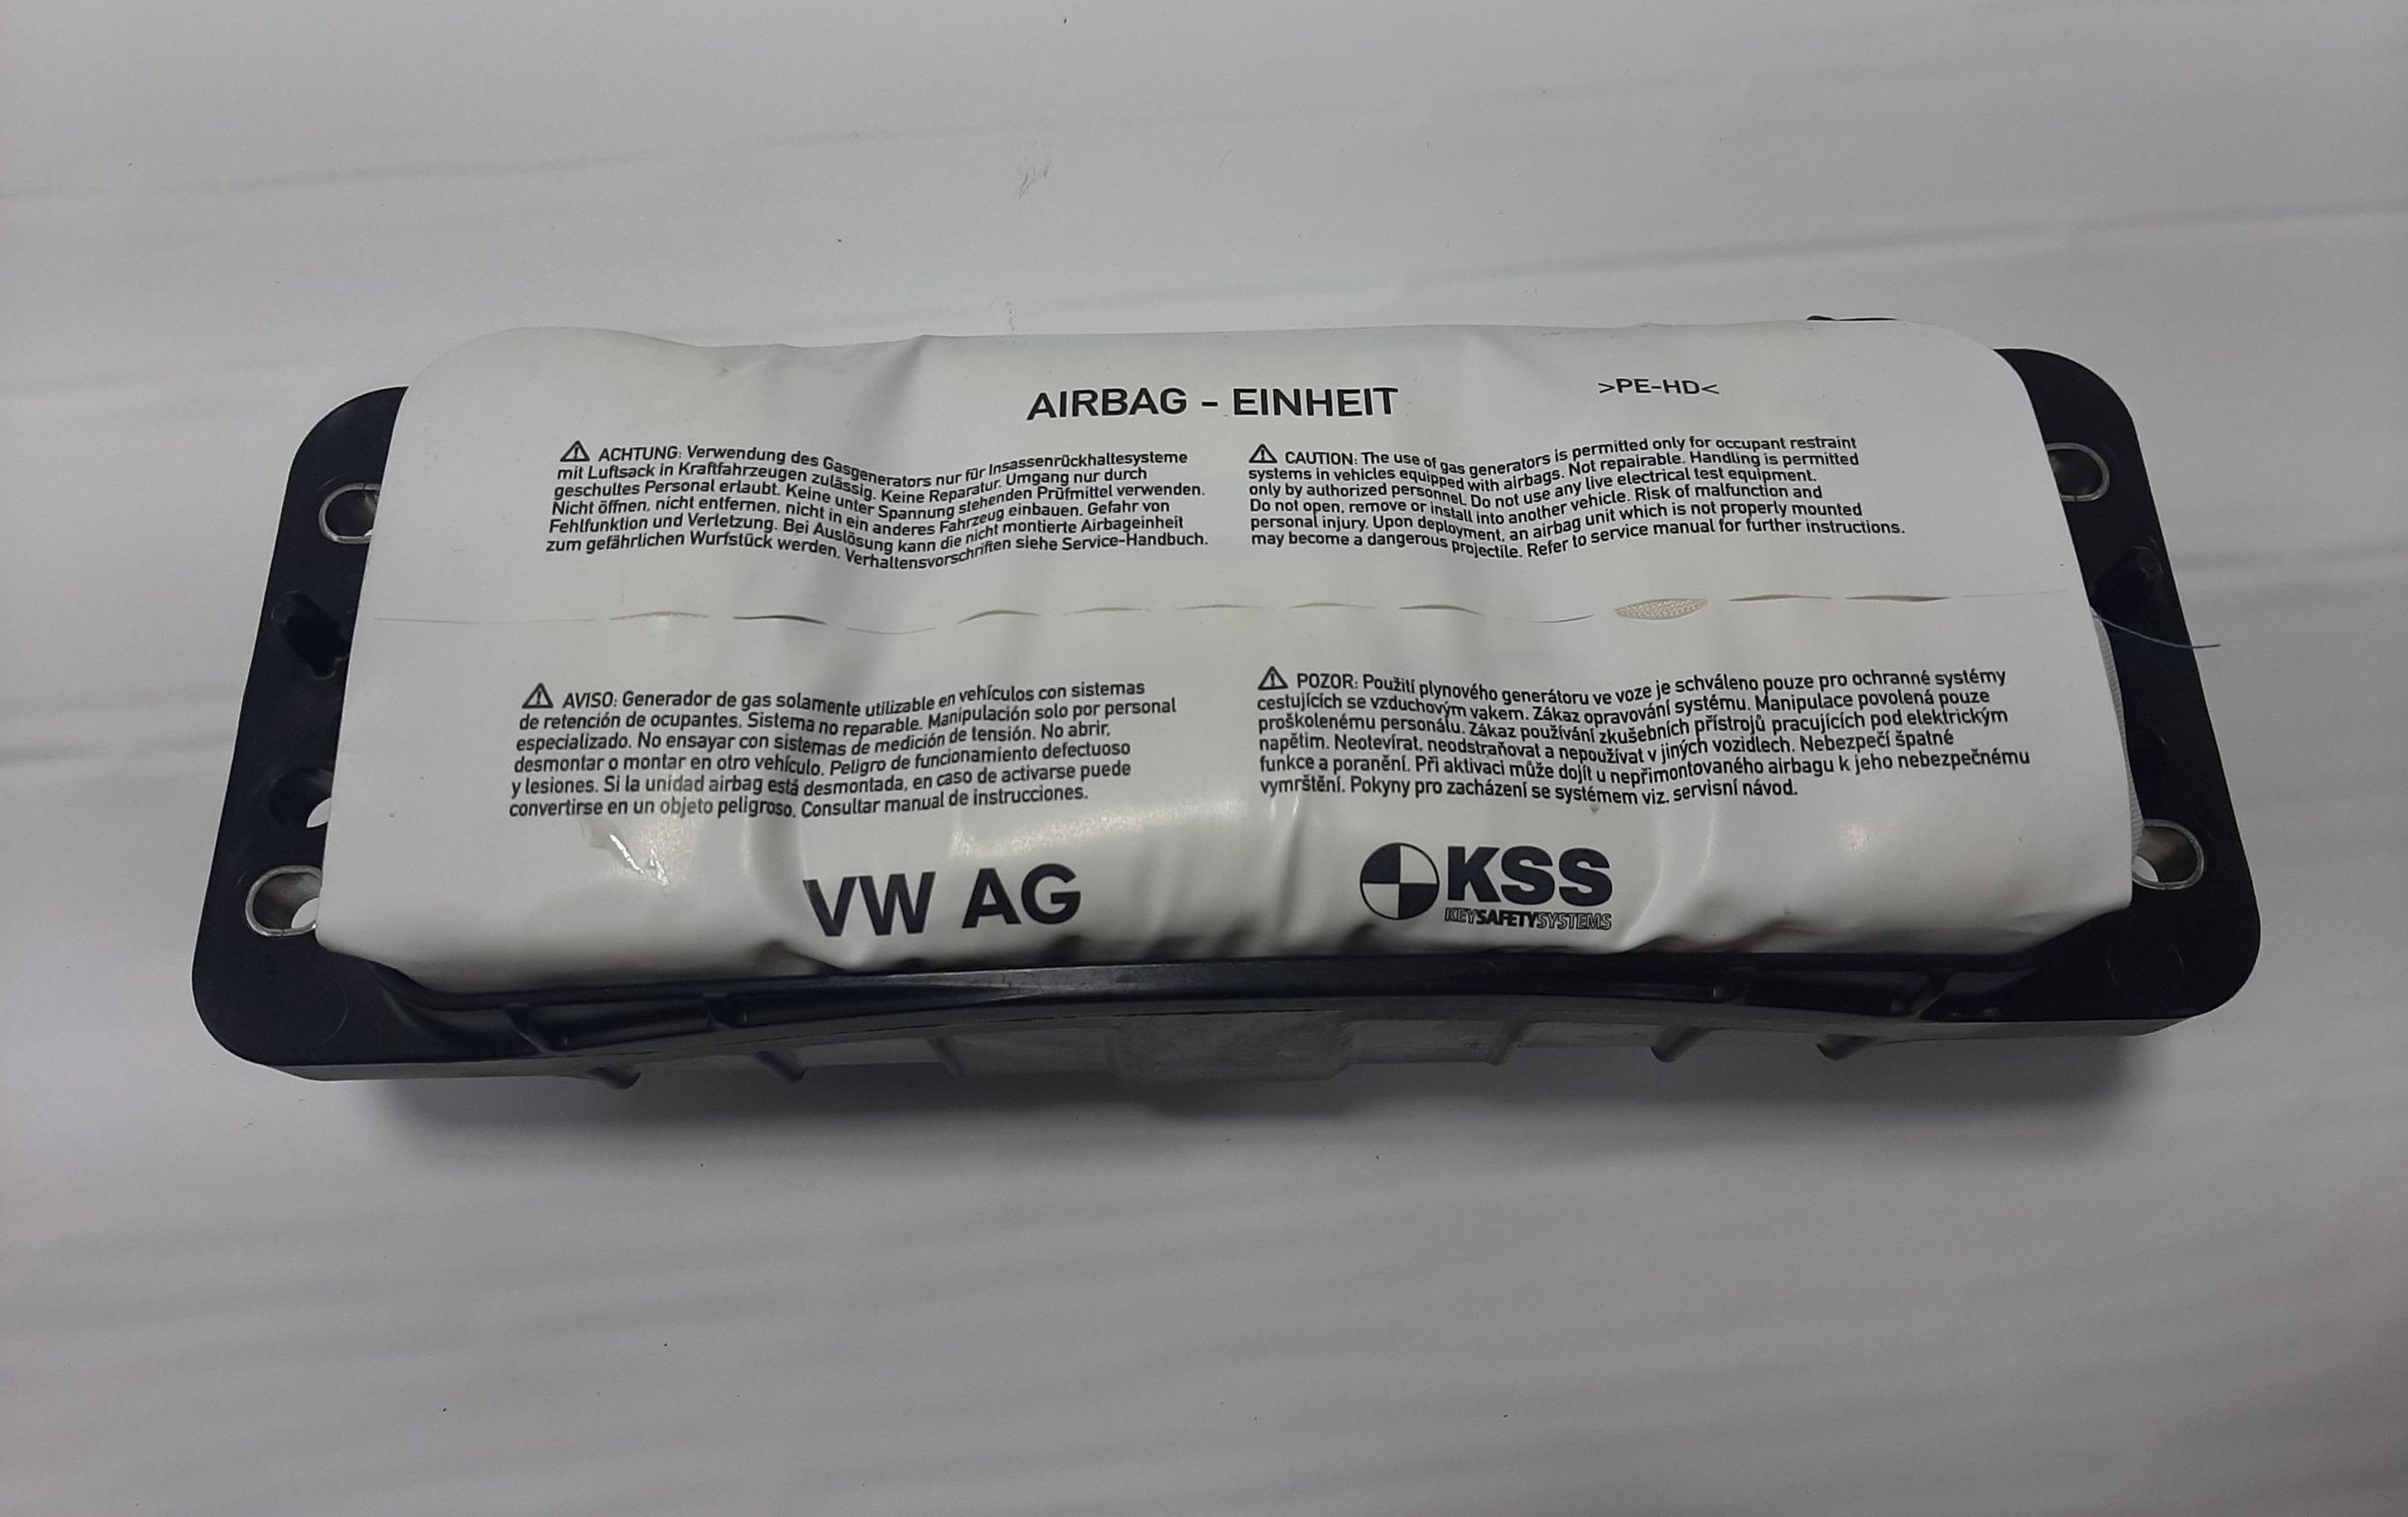 AIRBAG - EINHEIT
>PE-HD<
⚠ ACHTUNG: Verwendung des Gasgenerators nur für Insassenrückhaltesysteme
mit Luftsack in Kraftfahrzeugen zulässig. Keine Reparatur. Umgang nur durch
geschultes Personal erlaubt. Keine unter Spannung stehenden Prüfmittel verwenden.
Nicht öffnen, nicht entfernen, nicht in ein anderes Fahrzeug einbauen. Gefahr von
Fehlfunktion und Verletzung. Bei Auslösung kann die nicht montierte Airbageinheit
zum gefährlichen Wurfstück werden. Verhaltensvorschriften siehe Service-Handbuch.
⚠ CAUTION: The use of gas generators is permitted only for occupant restraint
systems in vehicles equipped with airbags. Not repairable. Handling is permitted
only by authorized personnel. Do not use any live electrical test equipment.
Do not open, remove or install into another vehicle. Risk of malfunction and
personal injury. Upon deployment, an airbag unit which is not properly mounted
may become a dangerous projectile. Refer to service manual for further instructions.
⚠ AVISO: Generador de gas solamente utilizable en vehículos con sistemas
de retención de ocupantes. Sistema no reparable. Manipulación solo por personal
especializado. No ensayar con sistemas de medición de tensión. No abrir,
desmontar o montar en otro vehículo. Peligro de funcionamiento defectuoso
y lesiones. Si la unidad airbag está desmontada, en caso de activarse puede
convertirse en un objeto peligroso. Consultar manual de instrucciones.
⚠ POZOR: Použití plynového generátoru ve voze je schváleno pouze pro ochranné systémy
cestujících se vzduchovým vakem. Zákaz opravování systému. Manipulace povolená pouze
proškolenému personálu. Zákaz používání zkušebních přístrojů pracujících pod elektrickým
napětim. Neotevírat, neodstraňovat a nepoužívat v jiných vozidlech. Nebezpečí špatné
funkce a poranění. Při aktivaci může dojít u nepřimontovaného airbagu k jeho nebezpečnému
vymrštění. Pokyny pro zacházení se systémem viz. servisní návod.
VW AG
KSS
KEYSAFETYSYSTEMS